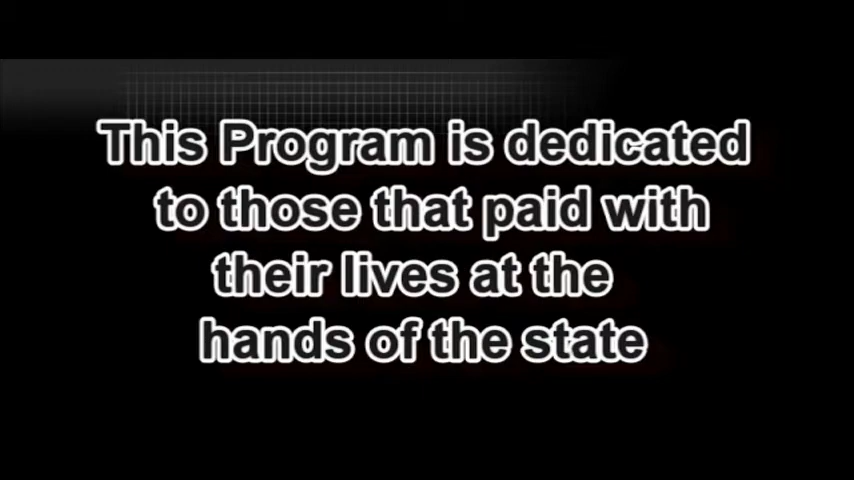 This Program is dedicated
to those that paid with
their lives at the
hands of the state